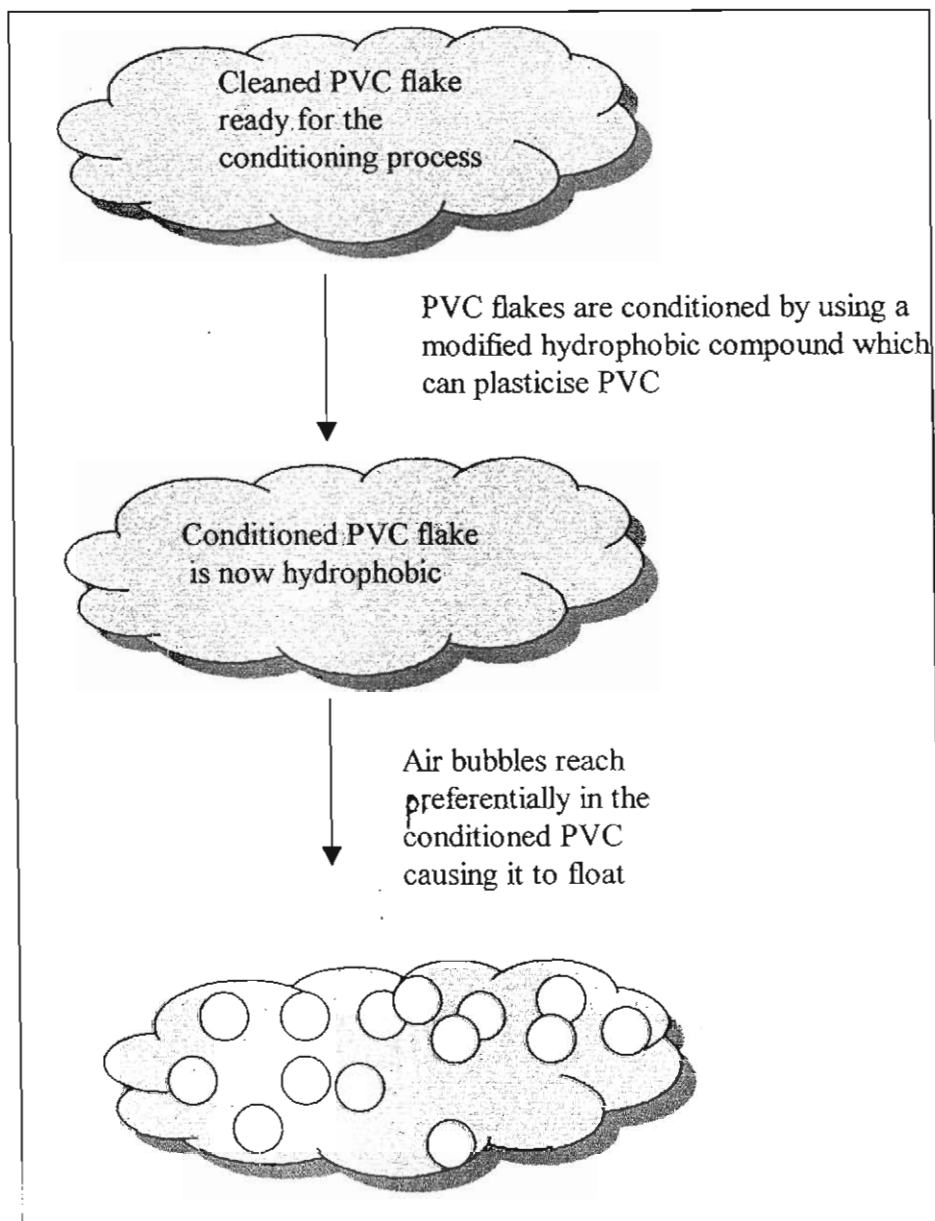 Cleaned PVC flake
ready for the
conditioning process
PVC flakes are conditioned by using a
modified hydrophobic compound which
can plasticise PVC
Conditioned PVC flake
is now hydrophobic
Air bubbles reach
preferentially in the
conditioned PVC
causing it to float